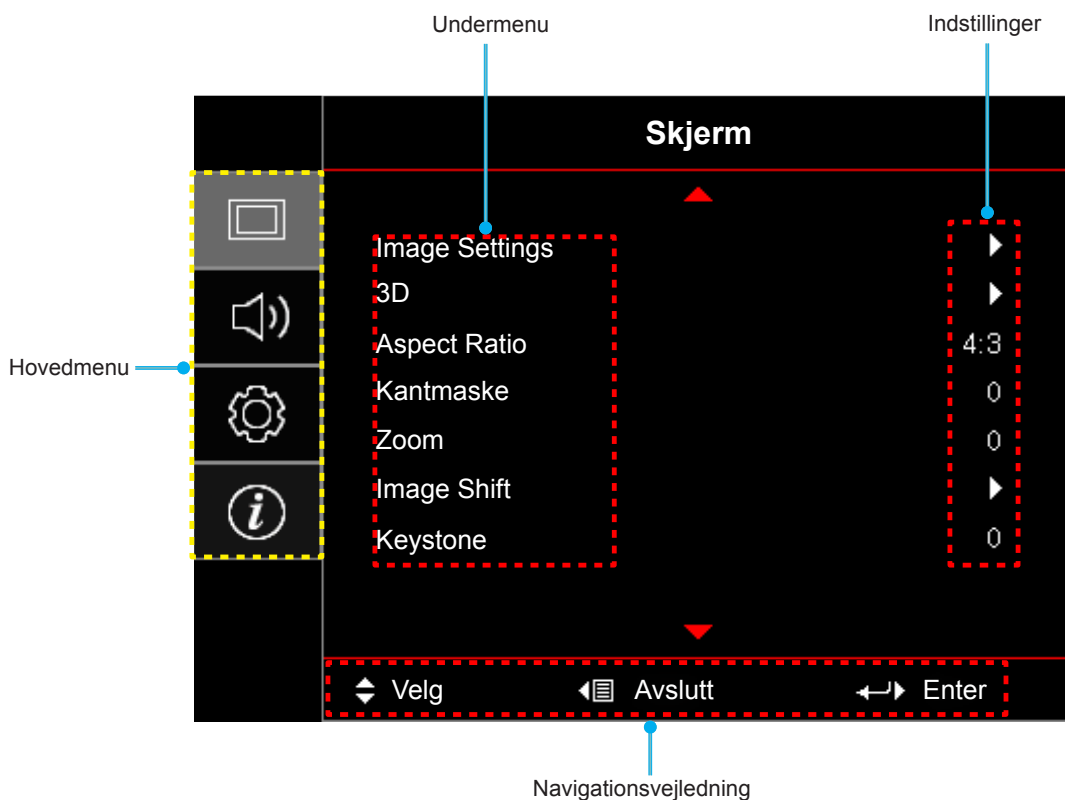 Undermenu
Indstillinger
Skjerm
Image Settings
3D
Aspect Ratio 4:3
Hovedmenu
Kantmaske 0
Zoom 0
Image Shift
Keystone 0
Velg Avslutt Enter
Navigationsvejledning